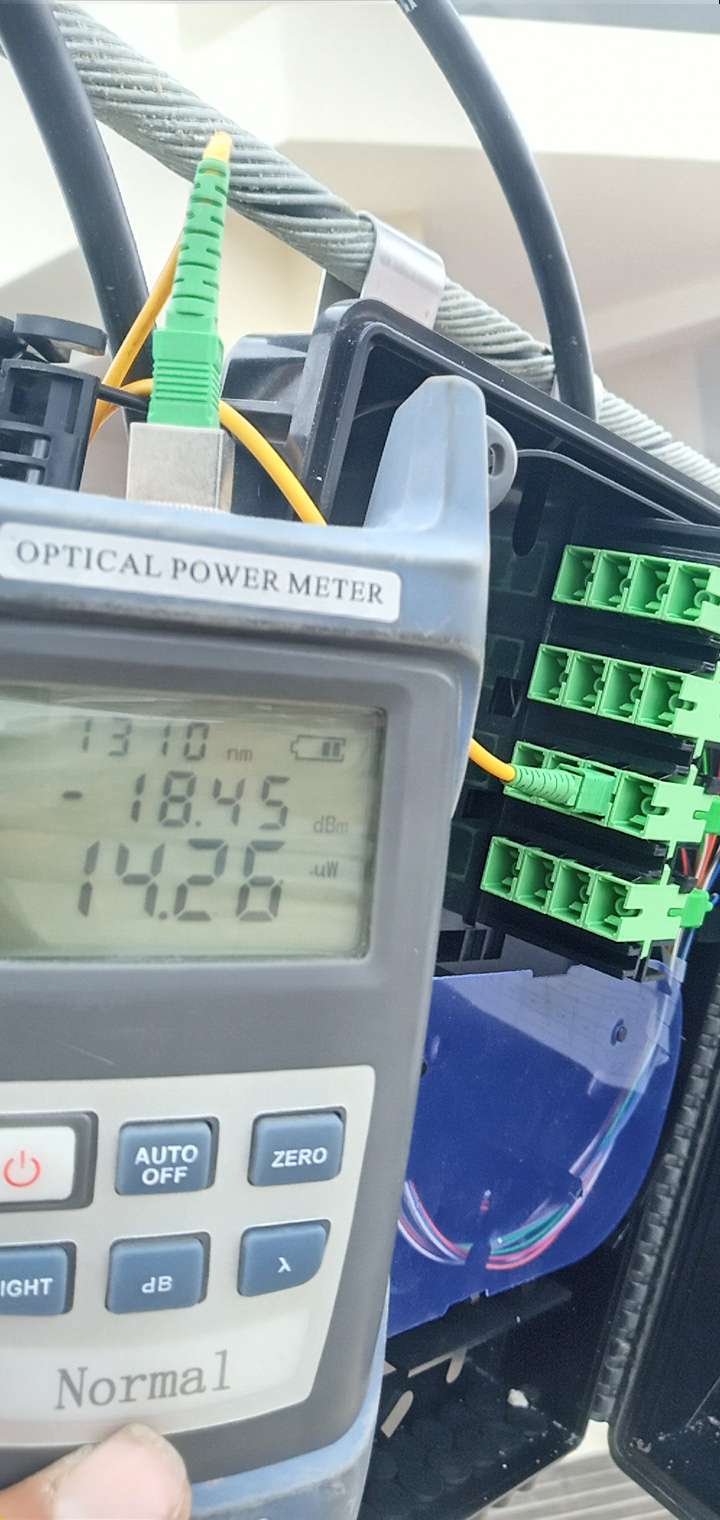 OPTICAL POWER METER
1310 nm
-18.45 dBm
14.26 uW
AUTO OFF
ZERO
IGHT
dB
λ
Normal